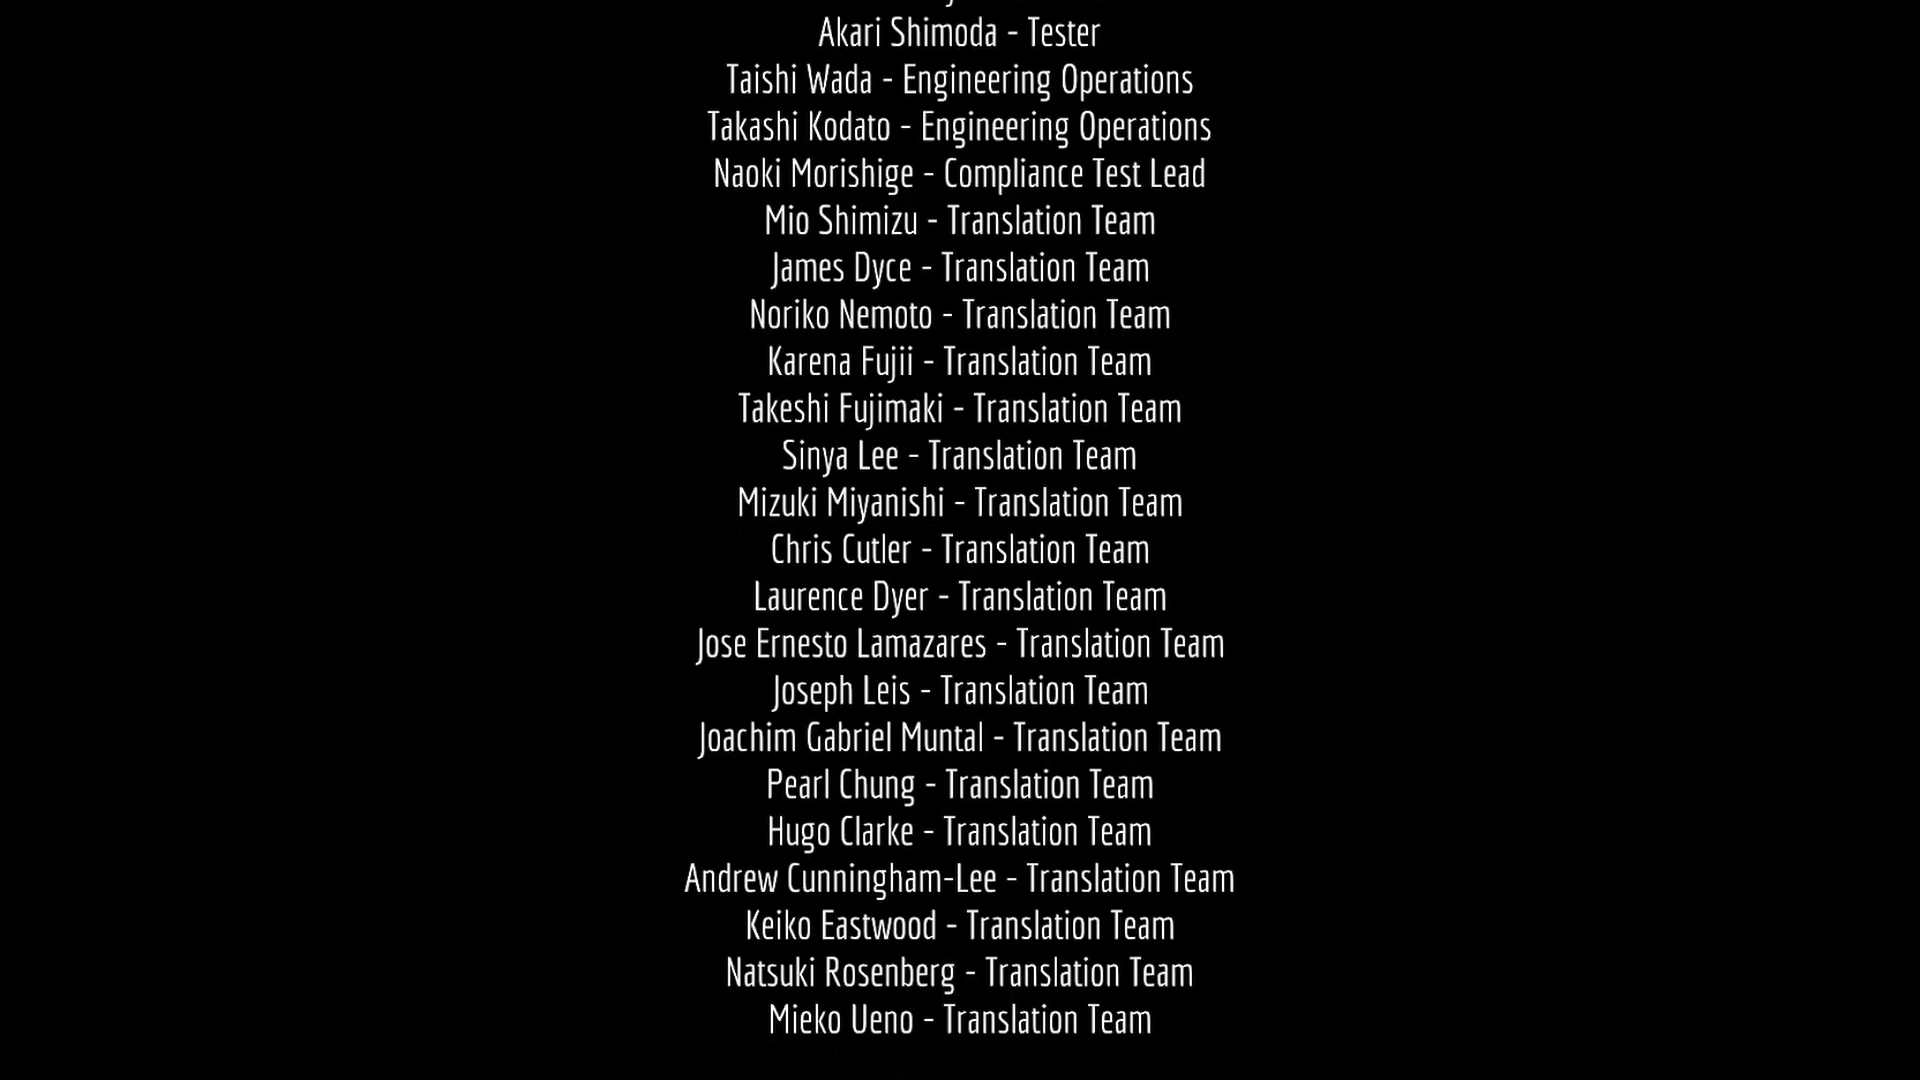 Akari Shimoda - Tester
Taishi Wada - Engineering Operations
Takashi Kodato - Engineering Operations
Naoki Morishige - Compliance Test Lead
Mio Shimizu - Translation Team
James Dyce - Translation Team
Noriko Nemoto - Translation Team
Karena Fujii - Translation Team
Takeshi Fujimaki - Translation Team
Sinya Lee - Translation Team
Mizuki Miyanishi - Translation Team
Chris Cutler - Translation Team
Laurence Dyer - Translation Team
Jose Ernesto Lamazares - Translation Team
Joseph Leis - Translation Team
Joachim Gabriel Muntal - Translation Team
Pearl Chung - Translation Team
Hugo Clarke - Translation Team
Andrew Cunningham-Lee - Translation Team
Keiko Eastwood - Translation Team
Natsuki Rosenberg - Translation Team
Mieko Ueno - Translation Team